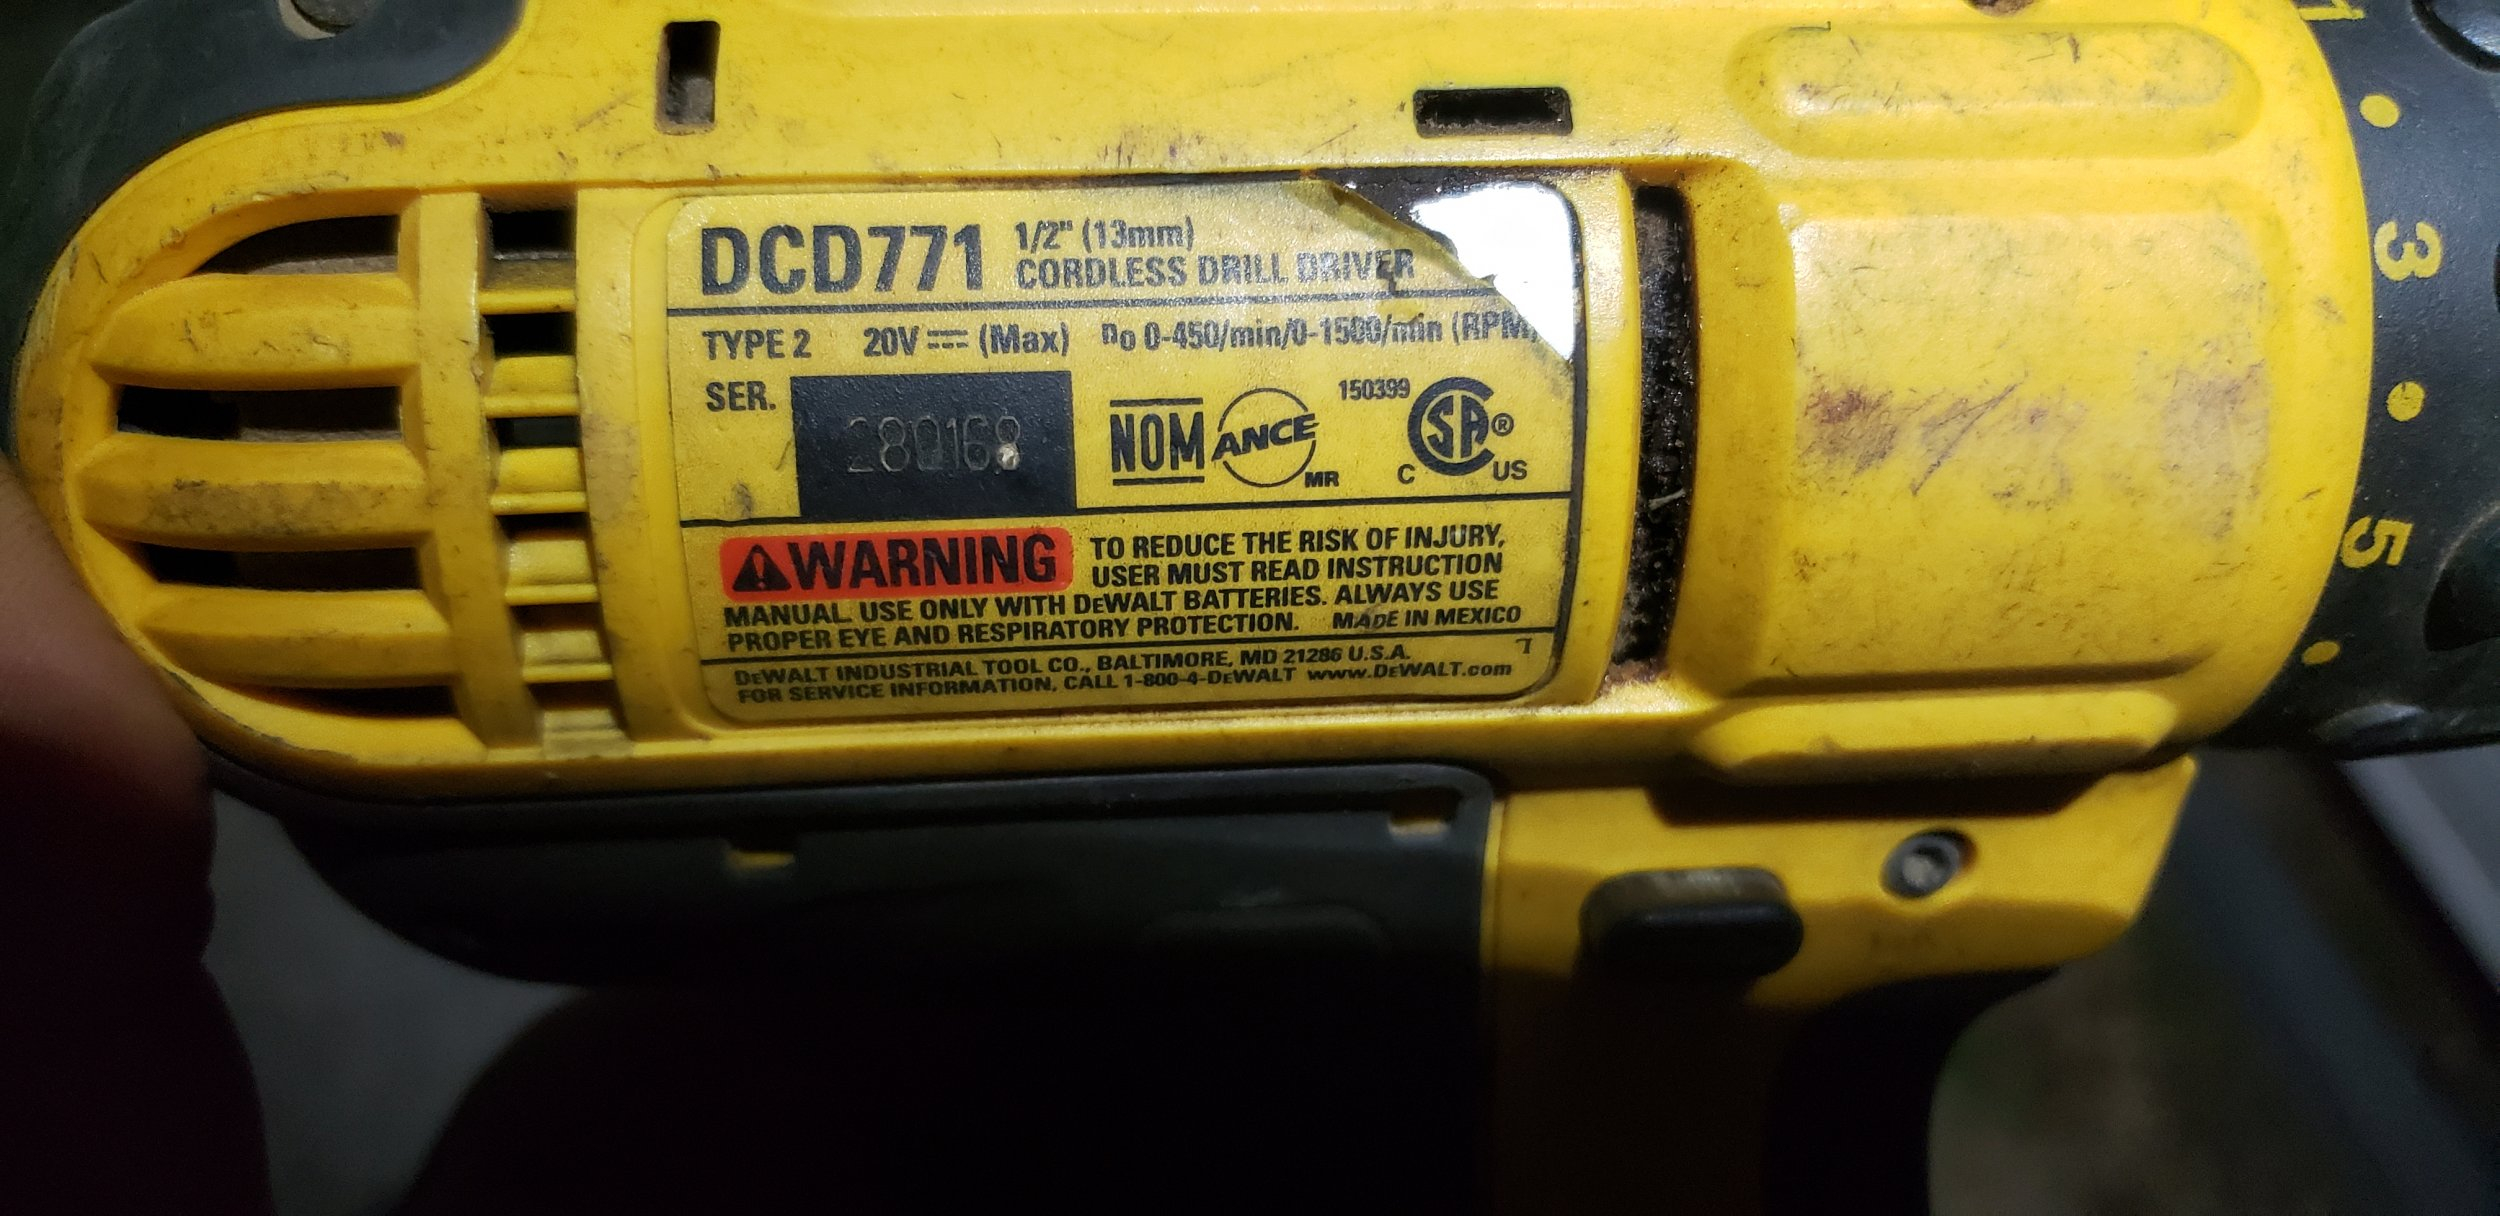 DCD771 1/2" (13mm)
CORDLESS DRILL DRIVER
TYPE 2 20V (Max) no 0-450/min/0-1500/min (RPM)
SER. 280168
NOM ANCE MR 150399 CSA® C US
WARNING TO REDUCE THE RISK OF INJURY,
USER MUST READ INSTRUCTION
MANUAL. USE ONLY WITH DEWALT BATTERIES. ALWAYS USE
PROPER EYE AND RESPIRATORY PROTECTION. MADE IN MEXICO
DEWALT INDUSTRIAL TOOL CO., BALTIMORE, MD 21286 U.S.A.
FOR SERVICE INFORMATION, CALL 1-800-4-DEWALT www.DEWALT.com
1
3
5